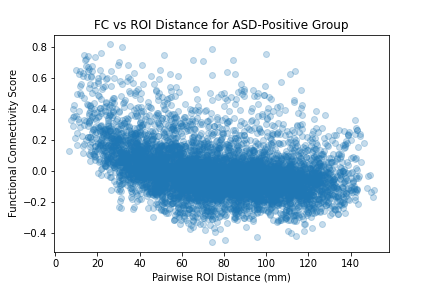 FC vs ROI Distance for ASD-Positive Group
Functional Connectivity Score
0.8
0.6
0.4
0.2
0.0
−0.2
−0.4
0 20 40 60 80 100 120 140
Pairwise ROI Distance (mm)